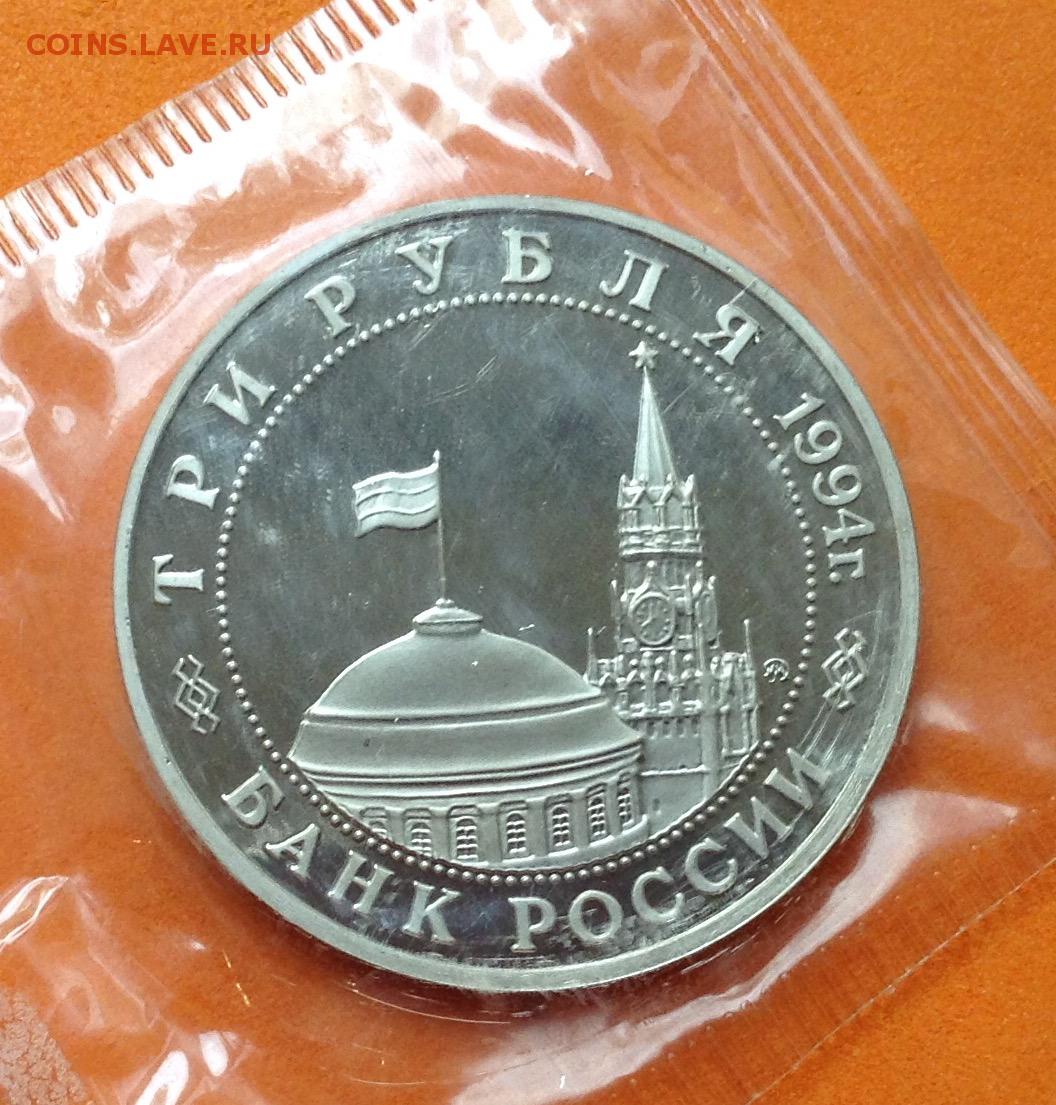 COINS.LAVE.RU
ТРИ РУБЛЯ 1994г.
БАНК РОССИИ